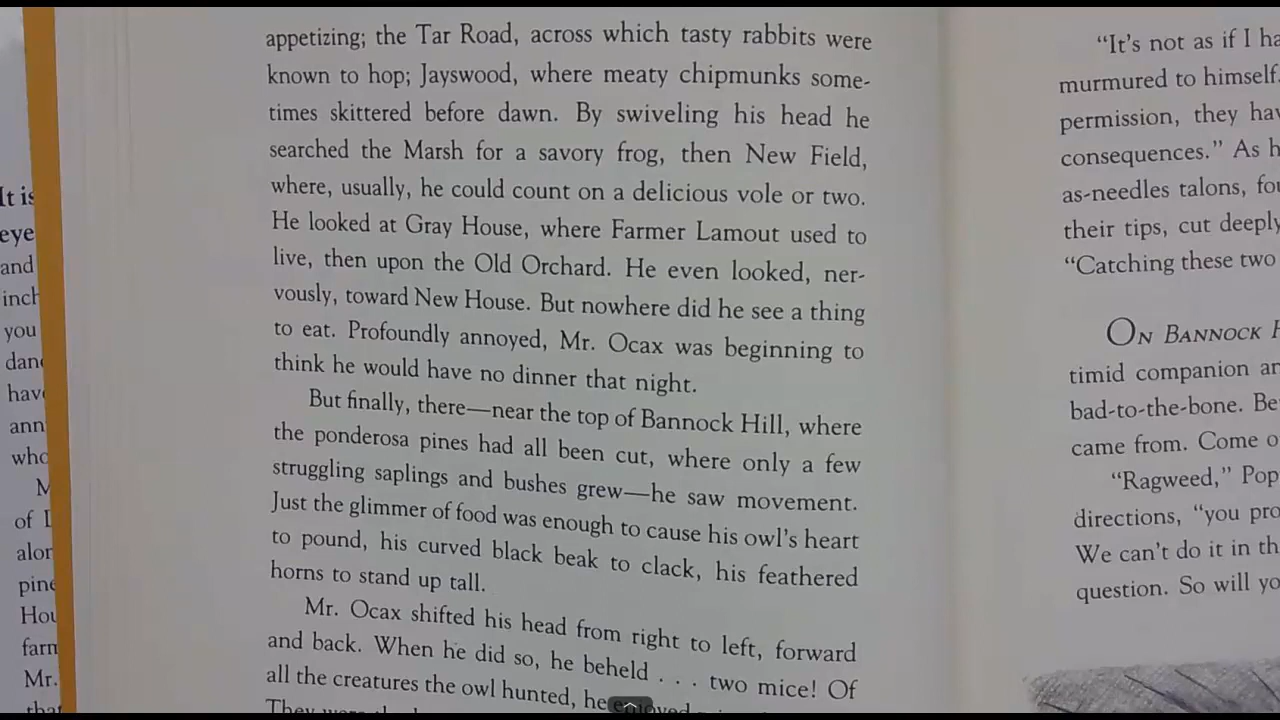 It is
eye
and
inch
you
have
who
of
appetizing; the Tar Road, across which tasty rabbits were
known to hop; Jayswood, where meaty chipmunks some-
times skittered before dawn. By swiveling his head he
searched the Marsh for a savory frog, then New Field,
where, usually, he could count on a delicious vole or two.
He looked at Gray House, where Farmer Lamout used to
live, then upon the Old Orchard. He even looked, ner-
vously, toward New House. But nowhere did he see a thing
to eat. Profoundly annoyed, Mr. Ocax was beginning to
think he would have no dinner that night.
But finally, there—near the top of Bannock Hill, where
the ponderosa pines had all been cut, where only a few
struggling saplings and bushes grew—he saw movement.
Just the glimmer of food was enough to cause his owl's heart
to pound, his curved black beak to clack, his feathered
horns to stand up tall.
Mr. Ocax shifted his head from right to left, forward
and back. When he did so, he beheld . . . two mice! Of
all the creatures the owl hunted, he enjoyed
They
"It's not as if I
murmured to himself.
permission, they
consequences." As
as-needles talons,
their tips, cut deeply
"Catching these two
ON BANNOCK
timid companion
bad-to-the-bone.
came from. Come
"Ragweed,"
directions, "you
We can't do it in
question. So will